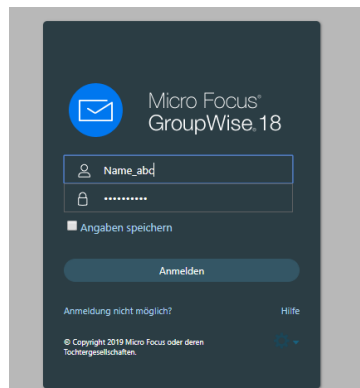 Micro Focus®
GroupWise® 18
Name_abc
••••••••••
Angaben speichern
Anmelden
Anmeldung nicht möglich?
Hilfe
© Copyright 2019 Micro Focus oder deren
Tochtergesellschaften.